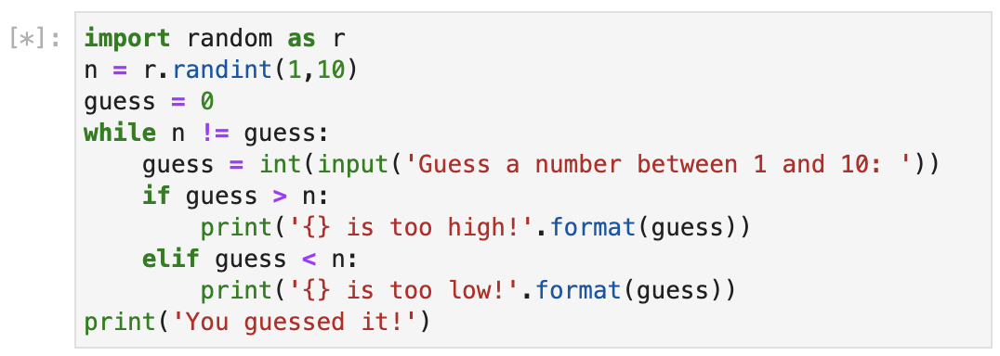 [*]: import random as r
n = r.randint(1,10)
guess = 0
while n != guess:
    guess = int(input('Guess a number between 1 and 10: '))
    if guess > n:
        print('{} is too high!'.format(guess))
    elif guess < n:
        print('{} is too low!'.format(guess))
print('You guessed it!')